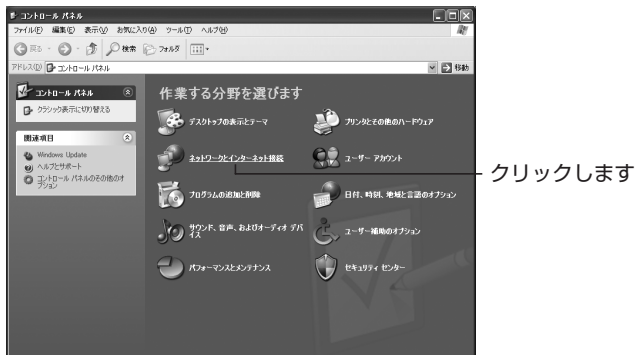 コントロール パネル
ファイル(F) 編集(E) 表示(V) お気に入り(A) ツール(T) ヘルプ(H)
戻る 検索 フォルダ
アドレス(D) コントロール パネル 移動
コントロール パネル
クラシック表示に切り替える
関連項目
Windows Update
ヘルプとサポート
コントロール パネルのその他のオ
プション
作業する分野を選びます
デスクトップの表示とテーマ
プリンタとその他のハードウェア
ネットワークとインターネット接続
ユーザー アカウント
クリックします
プログラムの追加と削除
日付、時刻、地域と言語のオプション
サウンド、音声、およびオーディオ デバ
イス
ユーザー補助のオプション
パフォーマンスとメンテナンス
セキュリティ センター